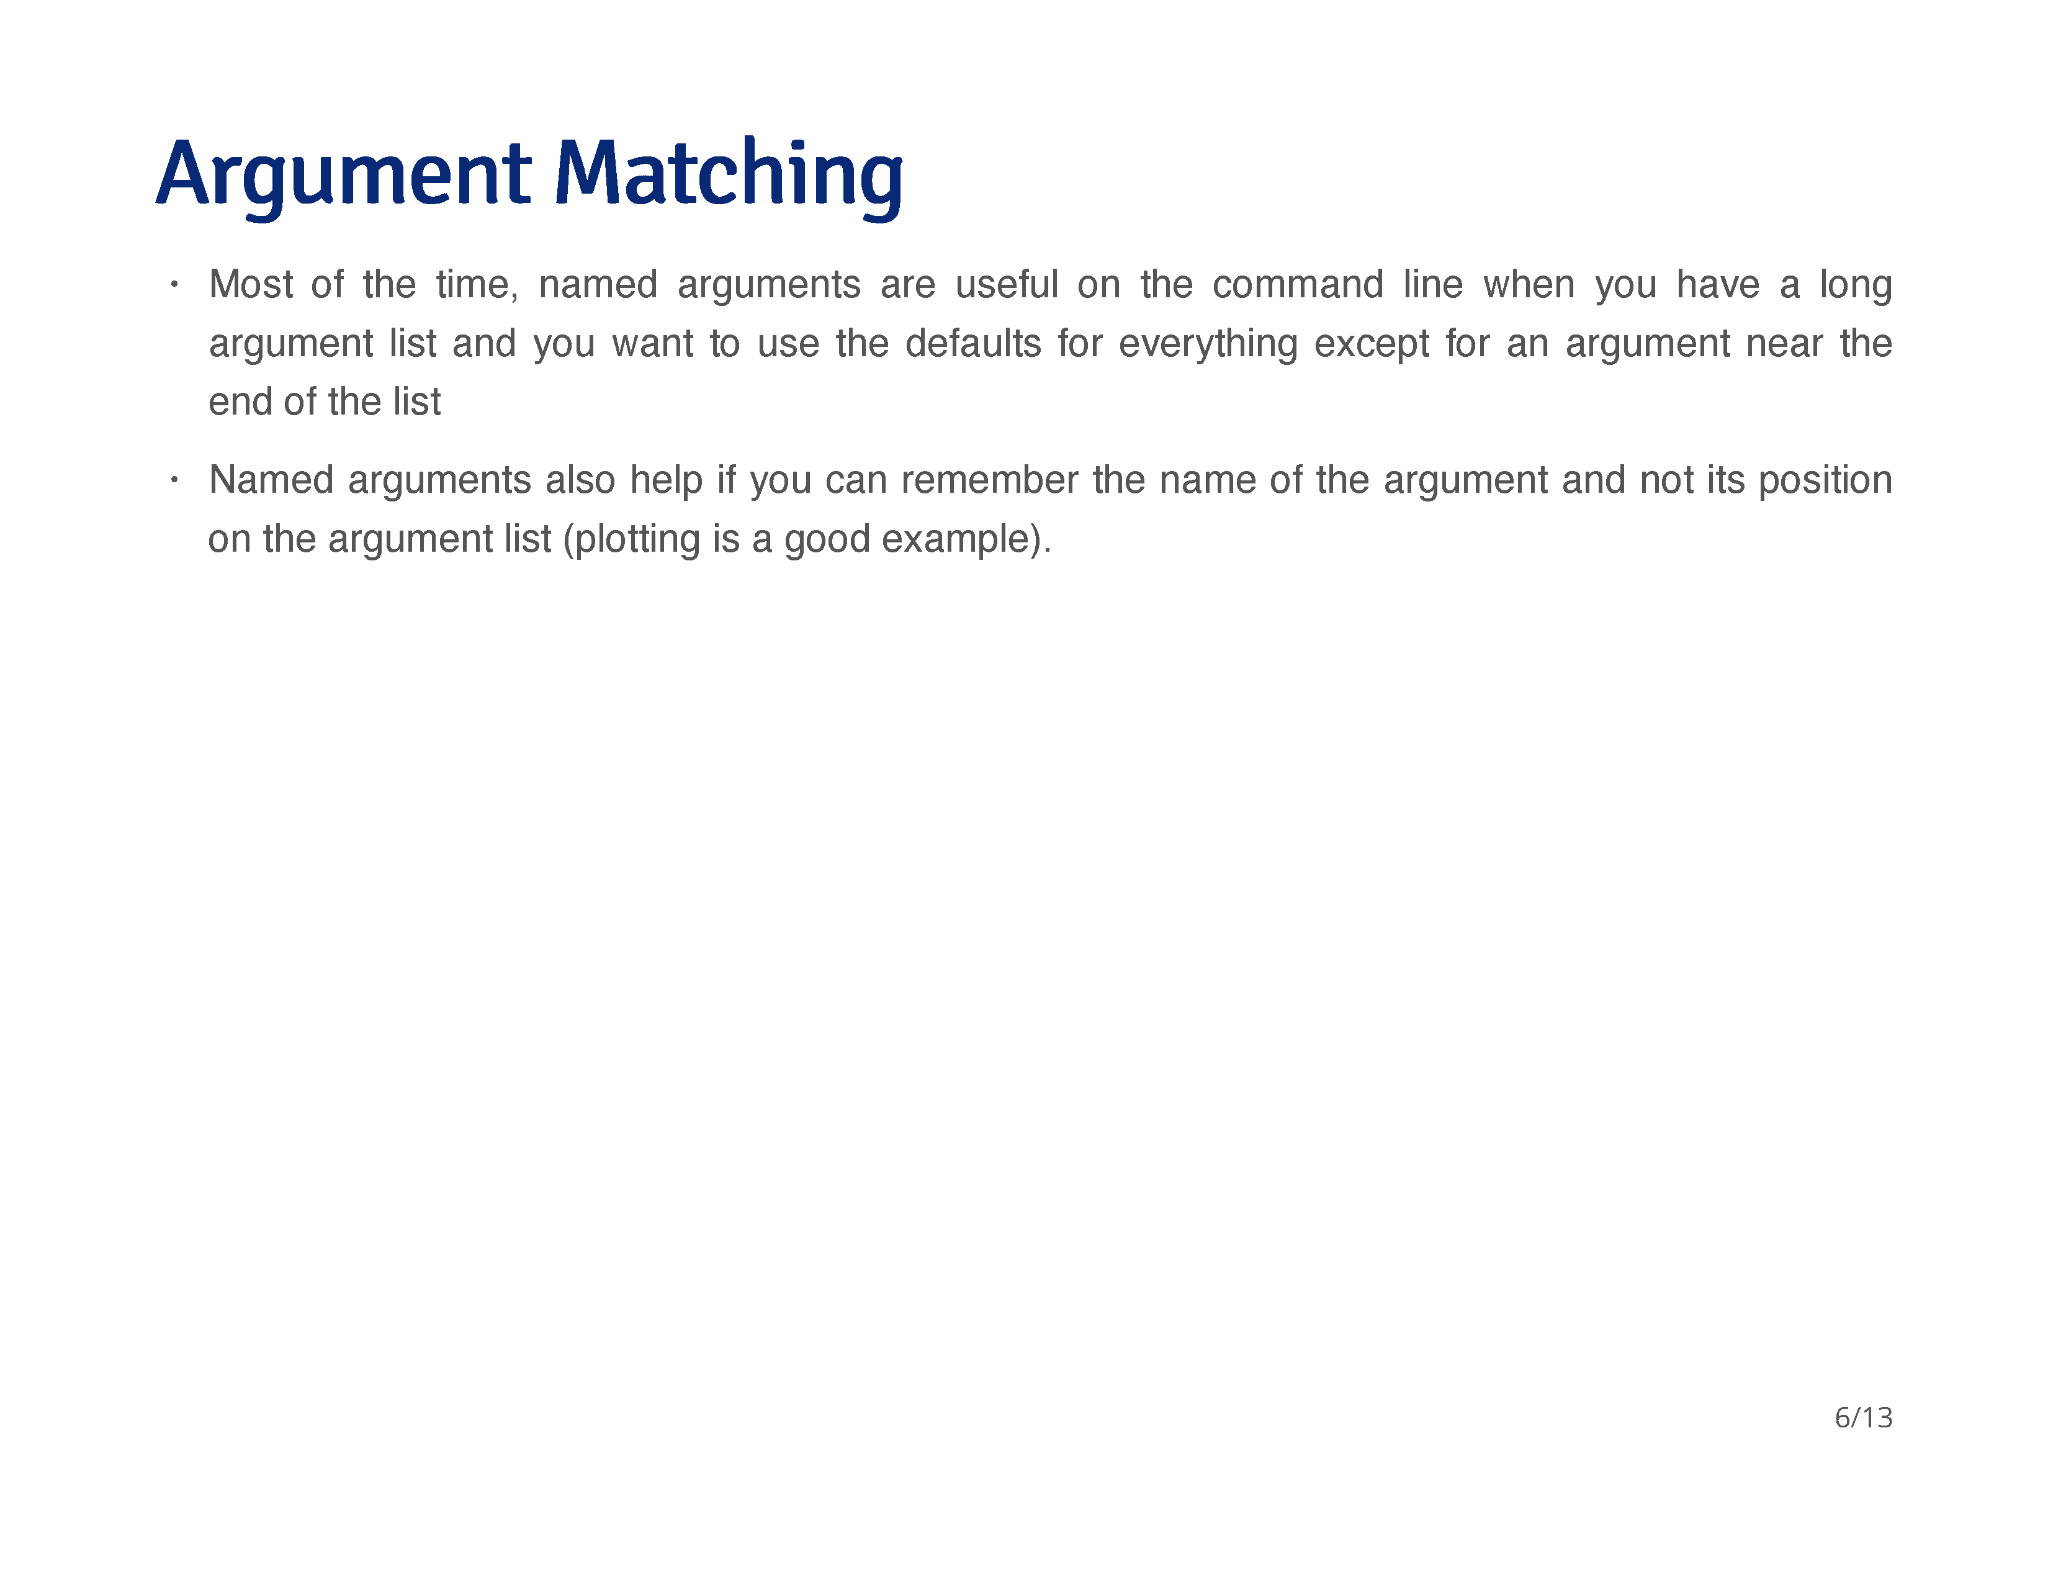 Argument Matching
· Most of the time, named arguments are useful on the command line when you have a long
argument list and you want to use the defaults for everything except for an argument near the
end of the list
· Named arguments also help if you can remember the name of the argument and not its position
on the argument list (plotting is a good example).
6/13